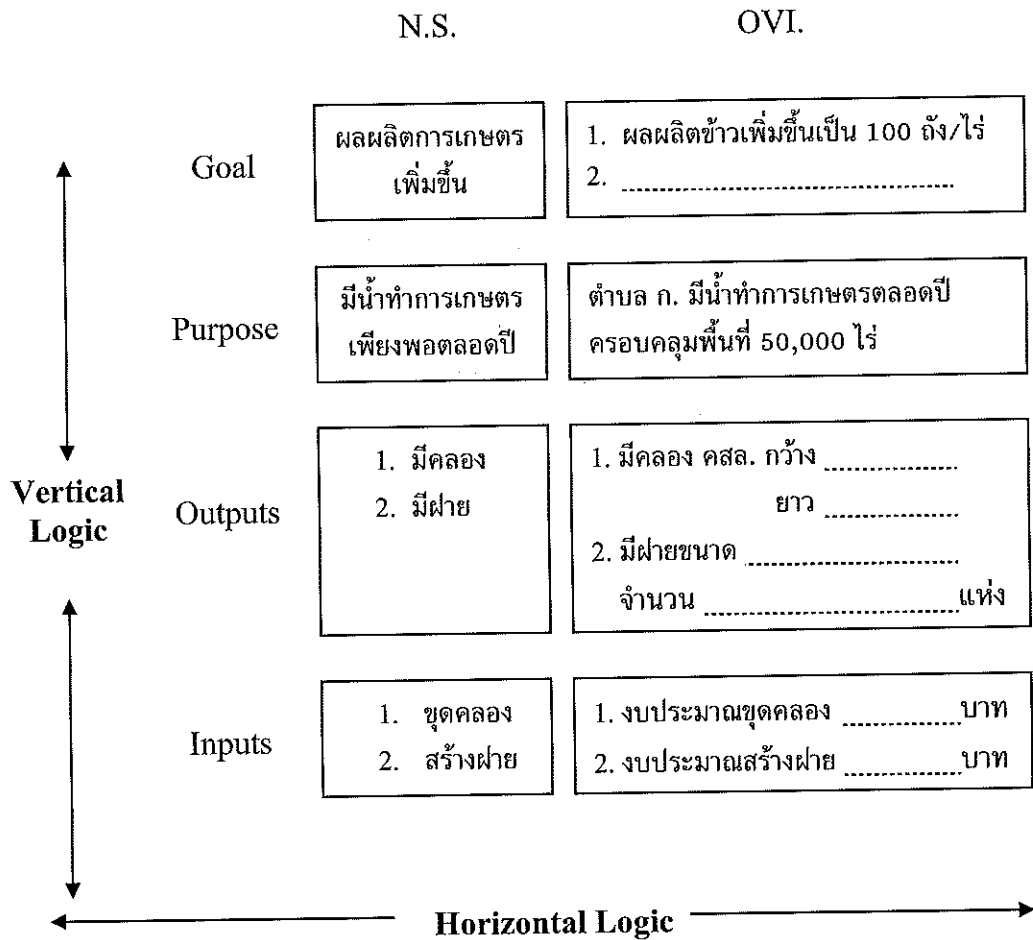 N.S. OVI.
Goal
ผลผลิตการเกษตร
เพิ่มขึ้น
1. ผลผลิตข้าวเพิ่มขึ้นเป็น 100 ถัง/ไร่
2. ................................................
Purpose
มีน้ำทำการเกษตร
เพียงพอตลอดปี
ตำบล ก. มีน้ำทำการเกษตรตลอดปี
ครอบคลุมพื้นที่ 50,000 ไร่
Vertical
Logic
Outputs
1. มีคลอง
2. มีฝาย
1. มีคลอง คสล. กว้าง ..................
ยาว ..................
2. มีฝายขนาด .............................
จำนวน ..................................แห่ง
Inputs
1. ขุดคลอง
2. สร้างฝาย
1. งบประมาณขุดคลอง ................บาท
2. งบประมาณสร้างฝาย ................บาท
Horizontal Logic